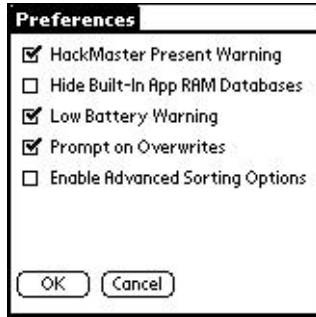 Preferences
HackMaster Present Warning
Hide Built-In App RAM Databases
Low Battery Warning
Prompt on Overwrites
Enable Advanced Sorting Options
OK Cancel